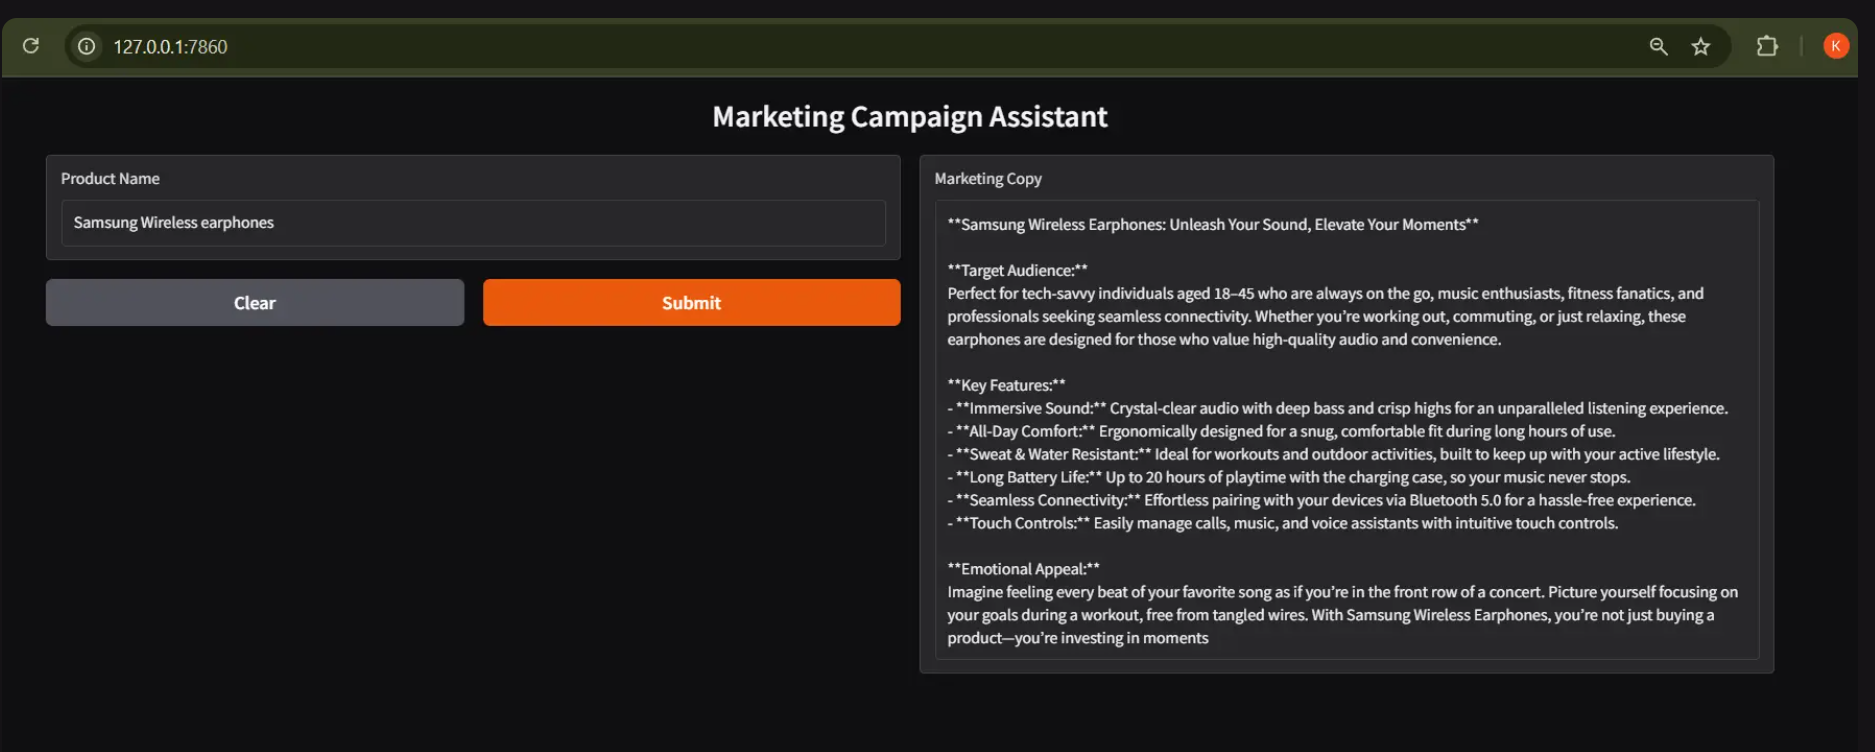 127.0.0.1:7860
K
Marketing Campaign Assistant
Product Name
Samsung Wireless earphones
Clear
Submit
Marketing Copy
**Samsung Wireless Earphones: Unleash Your Sound, Elevate Your Moments**
**Target Audience:**
Perfect for tech-savvy individuals aged 18–45 who are always on the go, music enthusiasts, fitness fanatics, and
professionals seeking seamless connectivity. Whether you’re working out, commuting, or just relaxing, these
earphones are designed for those who value high-quality audio and convenience.
**Key Features:**
- **Immersive Sound:** Crystal-clear audio with deep bass and crisp highs for an unparalleled listening experience.
- **All-Day Comfort:** Ergonomically designed for a snug, comfortable fit during long hours of use.
- **Sweat & Water Resistant:** Ideal for workouts and outdoor activities, built to keep up with your active lifestyle.
- **Long Battery Life:** Up to 20 hours of playtime with the charging case, so your music never stops.
- **Seamless Connectivity:** Effortless pairing with your devices via Bluetooth 5.0 for a hassle-free experience.
- **Touch Controls:** Easily manage calls, music, and voice assistants with intuitive touch controls.
**Emotional Appeal:**
Imagine feeling every beat of your favorite song as if you’re in the front row of a concert. Picture yourself focusing on
your goals during a workout, free from tangled wires. With Samsung Wireless Earphones, you’re not just buying a
product—you’re investing in moments